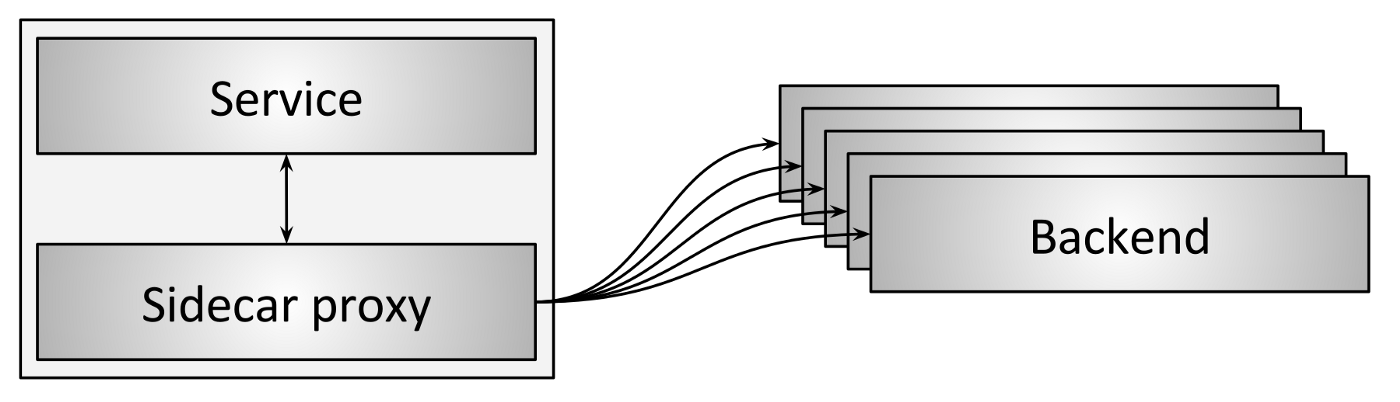 Service
Sidecar proxy
Backend